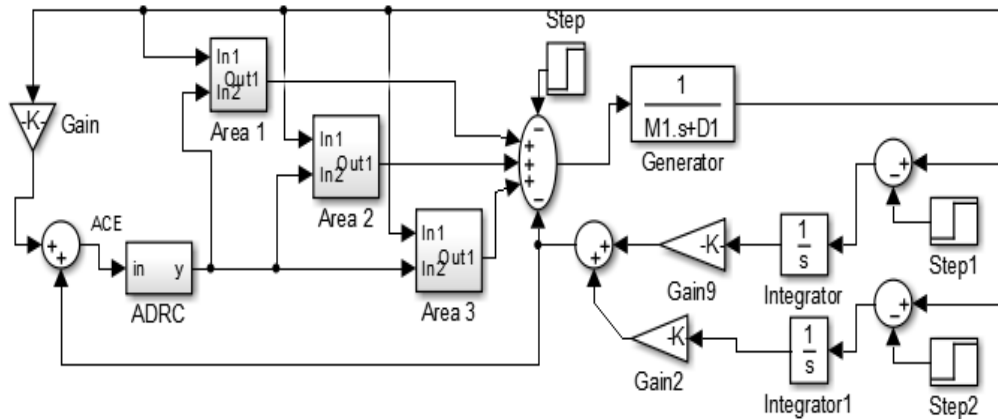 Step
In1
In2
Out1
Area 1
-K-
Gain
1
M1.s+D1
Generator
In1
In2
Out1
Area 2
ACE
in
y
ADRC
In1
In2
Out1
Area 3
-K-
Gain9
1
s
Integrator
Step1
-K
Gain2
1
s
Integrator1
Step2